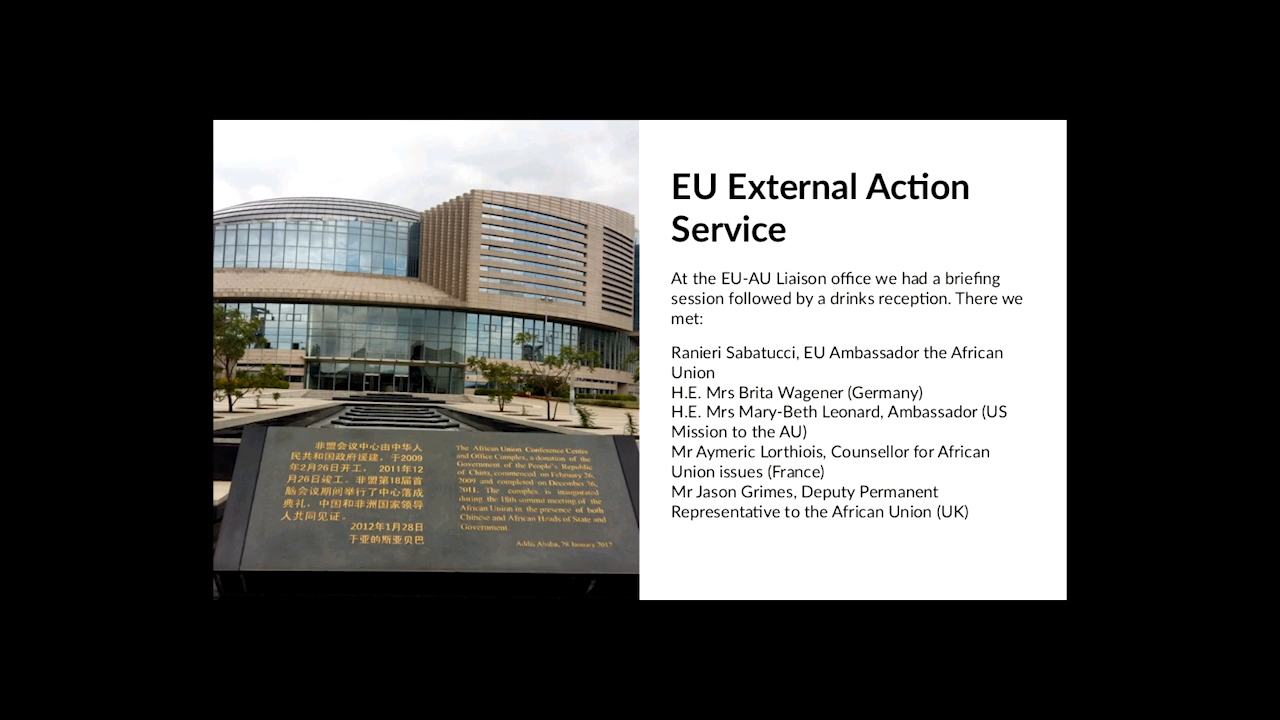 EU External Action
Service
At the EU-AU Liaison office we had a briefing
session followed by a drinks reception. There we
met:
Ranieri Sabatucci, EU Ambassador the African
Union
H.E. Mrs Brita Wagener (Germany)
H.E. Mrs Mary-Beth Leonard, Ambassador (US
Mission to the AU)
Mr Aymeric Lorthiois, Counsellor for African
Union issues (France)
Mr Jason Grimes, Deputy Permanent
Representative to the African Union (UK)
非盟会议中心由中华人
民共和国政府援建，于2009
年2月26日开工， 2011年12
月26日竣工。非盟第18届首
脑会议期间举行了中心落成
典礼，中国和非洲国家领导
人共同见证。
2012年1月28日
于亚的斯亚贝巴
The African Union Conference Centre
and Office Complex, a donation of the
Government of the People's Republic
of China, commenced on February 26,
2009 and completed on December 26,
2011. The complex is inaugurated
during the 18th summit meeting of the
African Union in the presence of both
Chinese and African Heads of State and
Government.
Addis Ababa, 28 January 2012